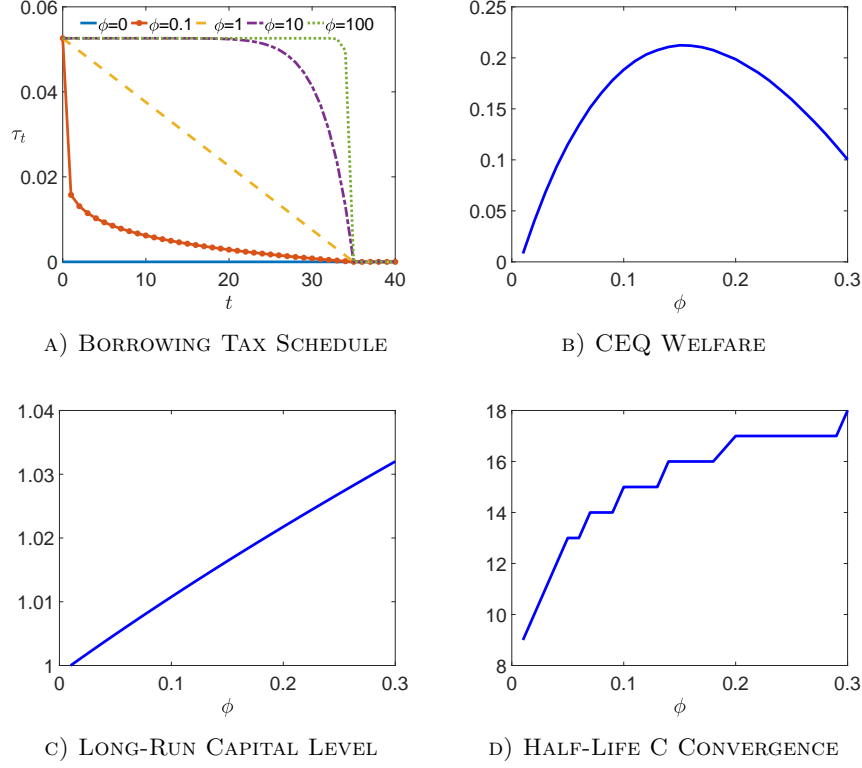 ϕ=0 ϕ=0.1 ϕ=1 ϕ=10 ϕ=100
0.06
0.04
0.02
0
τt
0 10 20 30 40
t
A) BORROWING TAX SCHEDULE
0.25
0.2
0.15
0.1
0.05
0
0 0.1 0.2 0.3
ϕ
B) CEQ WELFARE
1.04
1.03
1.02
1.01
1
0 0.1 0.2 0.3
ϕ
C) LONG-RUN CAPITAL LEVEL
18
16
14
12
10
8
0 0.1 0.2 0.3
ϕ
D) HALF-LIFE C CONVERGENCE